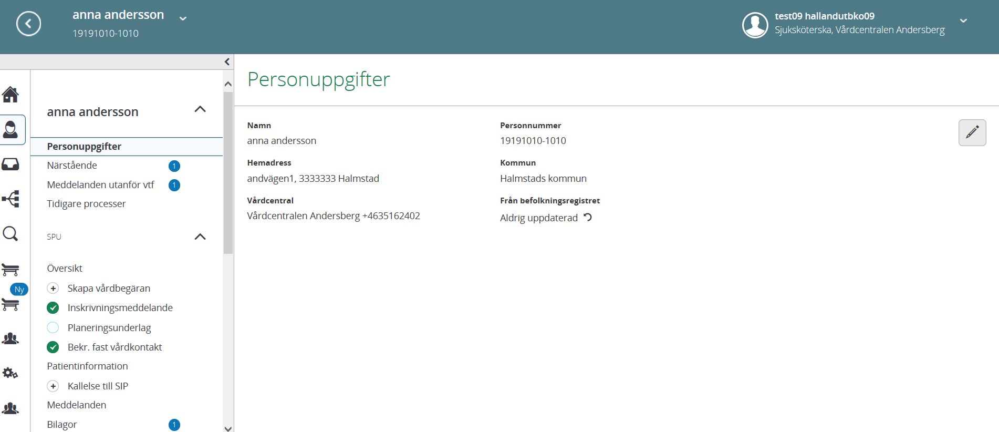 anna andersson
19191010-1010
test09 hallandutbko09
Sjuksköterska, Vårdcentralen Andersberg
anna andersson
Personuppgifter
Närstående 1
Meddelanden utanför vtf 1
Tidigare processer
SPU
Översikt
Skapa vårdbegäran
Ny
Inskrivningsmeddelande
Planeringsunderlag
Bekr. fast vårdkontakt
Patientinformation
Kallelse till SIP
Meddelanden
Bilagor 1
Personuppgifter
Namn
anna andersson
Personnummer
19191010-1010
Hemadress
andvägen1, 3333333 Halmstad
Kommun
Halmstads kommun
Vårdcentral
Vårdcentralen Andersberg +4635162402
Från befolkningsregistret
Aldrig uppdaterad